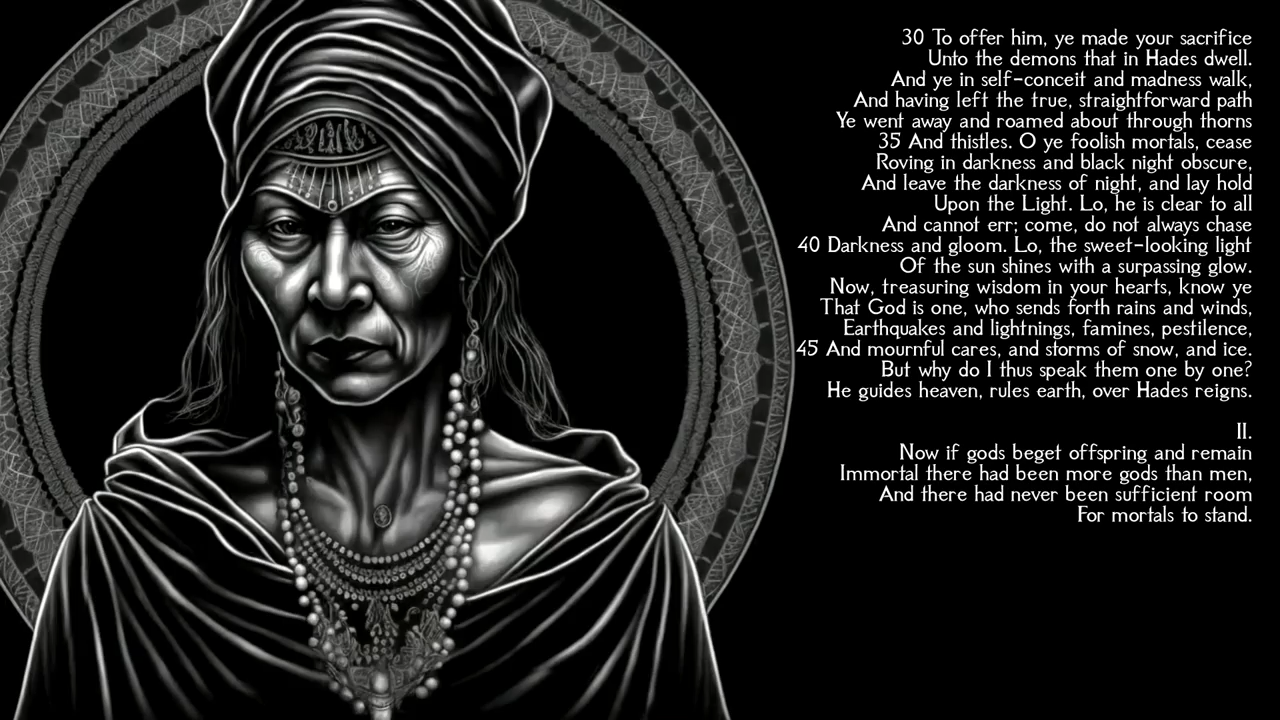 30 To offer him, ye made your sacrifice
Unto the demons that in Hades dwell.
And ye in self-conceit and madness walk,
And having left the true, straightforward path
Ye went away and roamed about through thorns
35 And thistles. O ye foolish mortals, cease
Roving in darkness and black night obscure,
And leave the darkness of night, and lay hold
Upon the Light. Lo, he is clear to all
And cannot err; come, do not always chase
40 Darkness and gloom. Lo, the sweet-looking light
Of the sun shines with a surpassing glow.
Now, treasuring wisdom in your hearts, know ye
That God is one, who sends forth rains and winds,
Earthquakes and lightnings, famines, pestilence,
45 And mournful cares, and storms of snow, and ice.
But why do I thus speak them one by one?
He guides heaven, rules earth, over Hades reigns.
II.
Now if gods beget offspring and remain
Immortal there had been more gods than men,
And there had never been sufficient room
For mortals to stand.